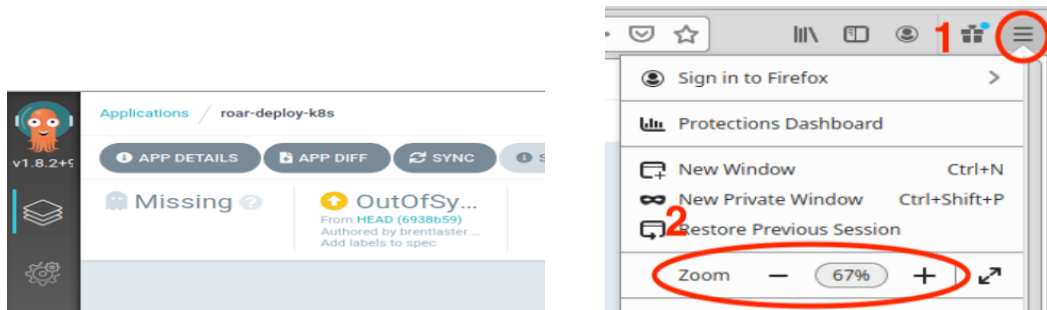 Applications / roar-deploy-k8s
v1.8.2+9
APP DETAILS APP DIFF SYNC S
Missing OutOfSy...
From HEAD (6938b59)
Authored by brentlaster ...
Add labels to spec
1
Sign in to Firefox
Protections Dashboard
New Window Ctrl+N
New Private Window Ctrl+Shift+P
2
Restore Previous Session
Zoom — 67% +